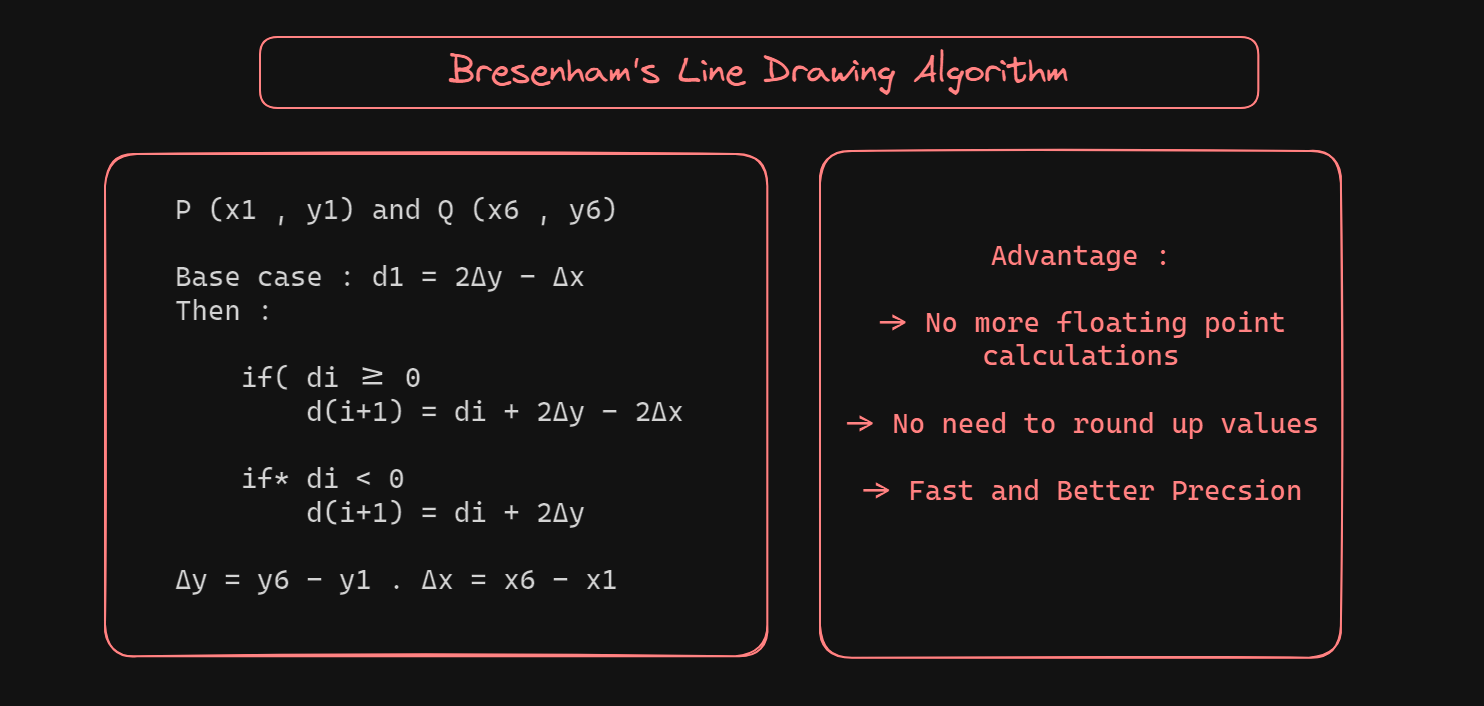 Bresenham's Line Drawing Algorithm
P (x1 , y1) and Q (x6 , y6)
Base case : d1 = 2Δy − Δx
Then :
if( di ≥ 0
d(i+1) = di + 2Δy − 2Δx
if* di < 0
d(i+1) = di + 2Δy
Δy = y6 − y1 . Δx = x6 − x1
Advantage :
→ No more floating point
calculations
→ No need to round up values
→ Fast and Better Precsion